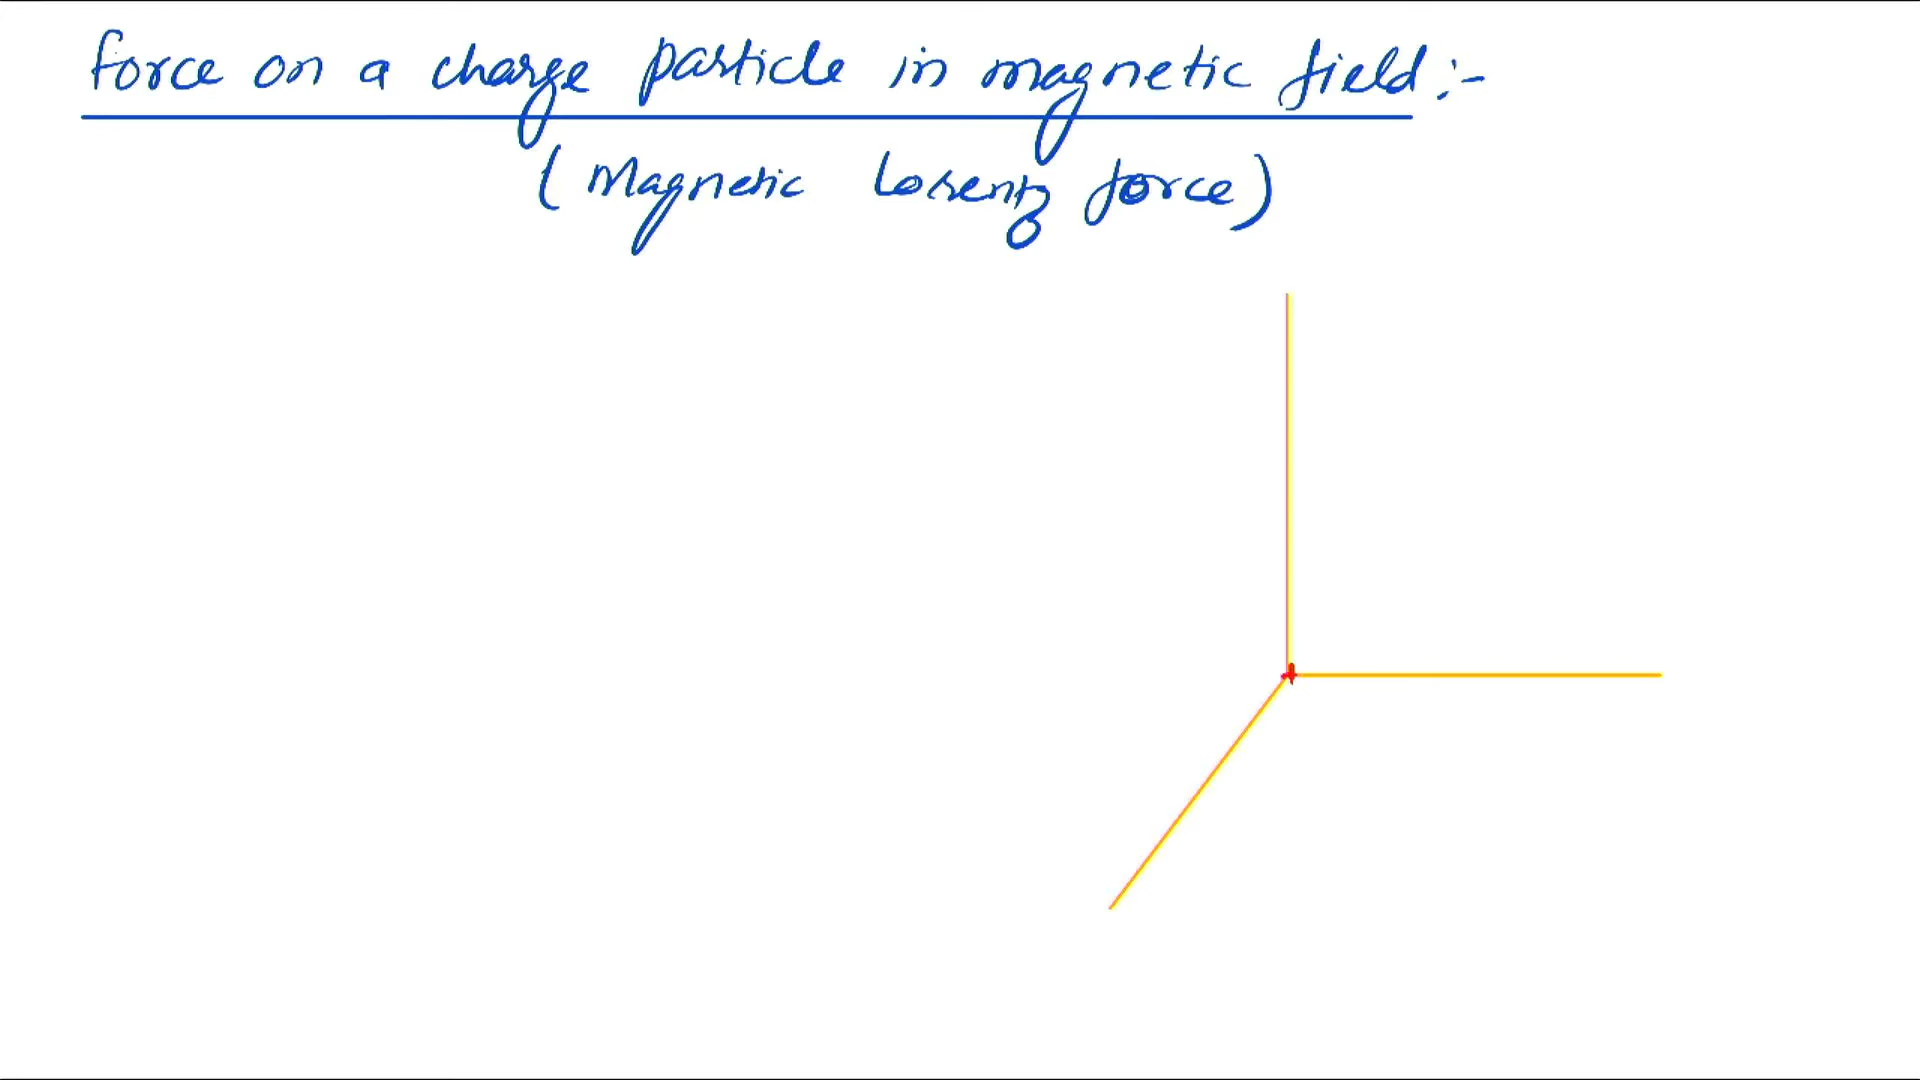 force on a charge particle in magnetic field :-
( Magnetic Lorentz force )